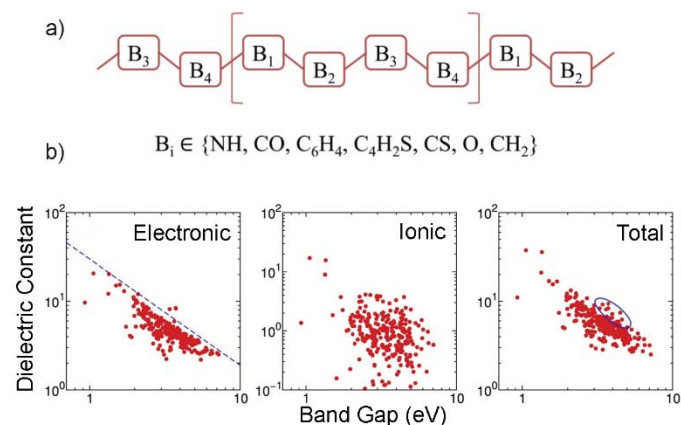 a)
B₃ B₄ B₁ B₂ B₃ B₄ B₁ B₂
b) Bᵢ ∈ {NH, CO, C₆H₄, C₄H₂S, CS, O, CH₂}
Electronic Ionic Total
Dielectric Constant
10² 10² 10²
10¹ 10¹ 10¹
10⁰ 10⁰ 10⁻¹ 10⁰
1 10 1 10 1 10
Band Gap (eV)